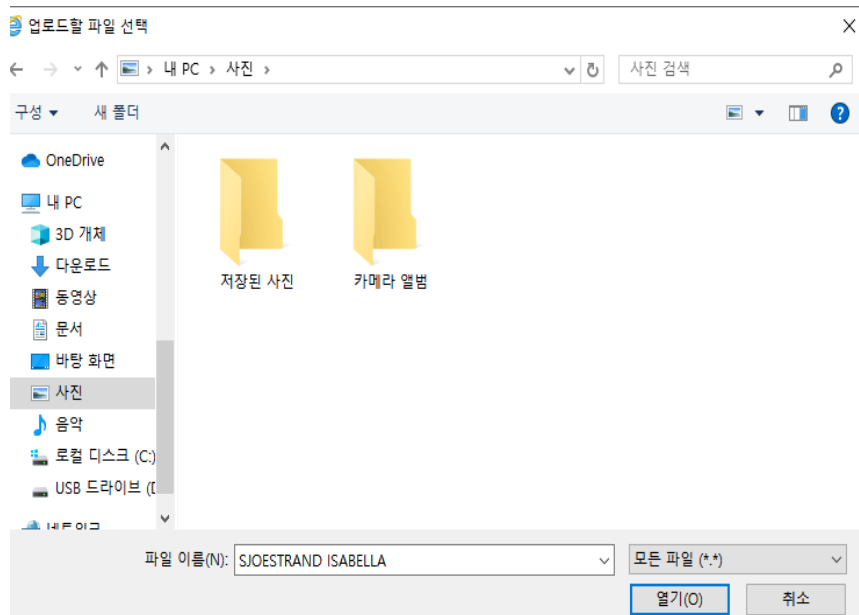 업로드할 파일 선택
내 PC > 사진 >
사진 검색
구성
새 폴더
OneDrive
내 PC
3D 개체
다운로드
동영상
문서
바탕 화면
사진
음악
로컬 디스크 (C:)
USB 드라이브 (
저장된 사진
카메라 앨범
파일 이름(N): SJOESTRAND ISABELLA
모든 파일 (*.*)
열기(O)
취소